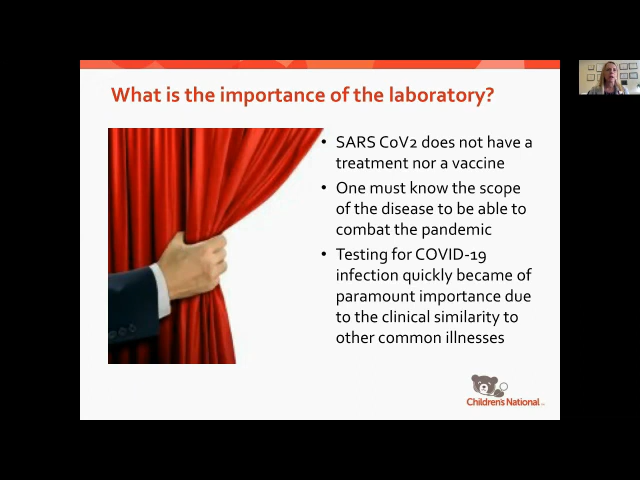 What is the importance of the laboratory?
• SARS CoV2 does not have a
treatment nor a vaccine
• One must know the scope
of the disease to be able to
combat the pandemic
• Testing for COVID-19
infection quickly became of
paramount importance due
to the clinical similarity to
other common illnesses
Children's National